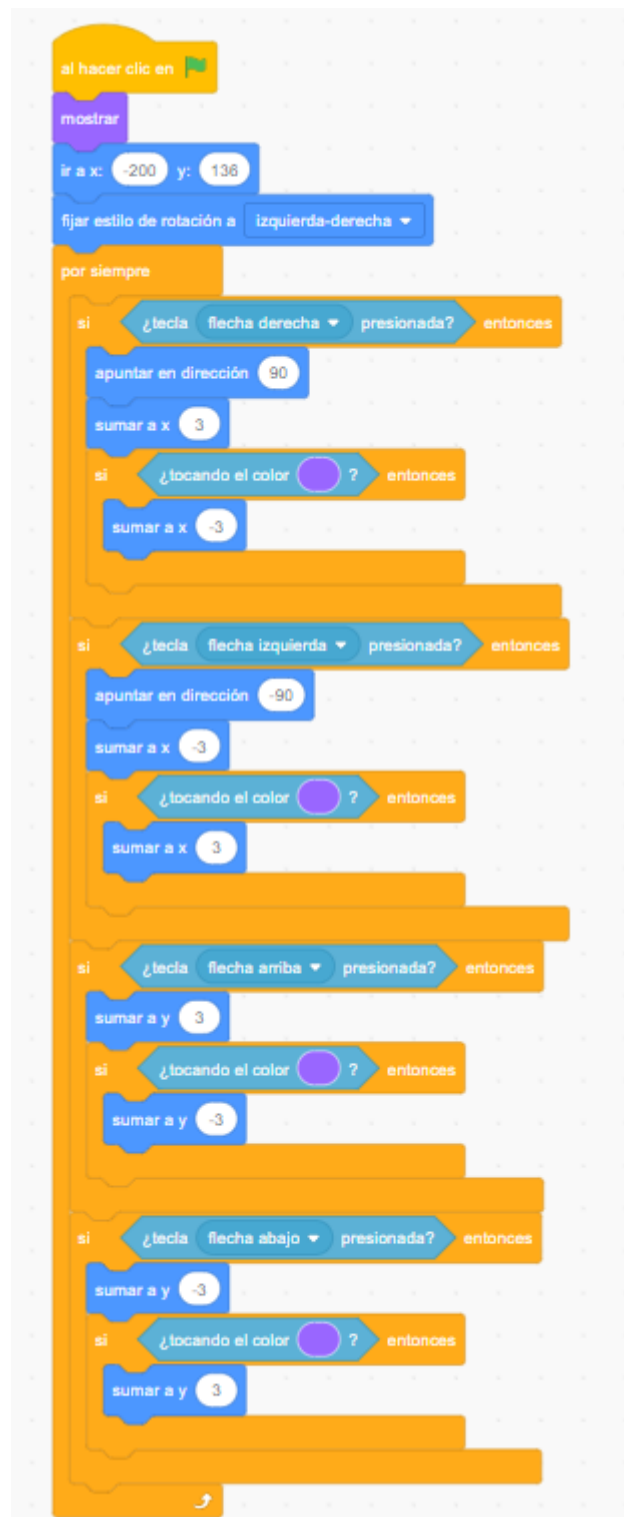 al hacer clic en
mostrar
ir a x: -200 y: 136
fijar estilo de rotación a izquierda-derecha
por siempre
si ¿tecla flecha derecha presionada? entonces
apuntar en dirección 90
sumar a x 3
si ¿tocando el color ? entonces
sumar a x -3
si ¿tecla flecha izquierda presionada? entonces
apuntar en dirección -90
sumar a x -3
si ¿tocando el color ? entonces
sumar a x 3
si ¿tecla flecha arriba presionada? entonces
sumar a y 3
si ¿tocando el color ? entonces
sumar a y -3
si ¿tecla flecha abajo presionada? entonces
sumar a y -3
si ¿tocando el color ? entonces
sumar a y 3